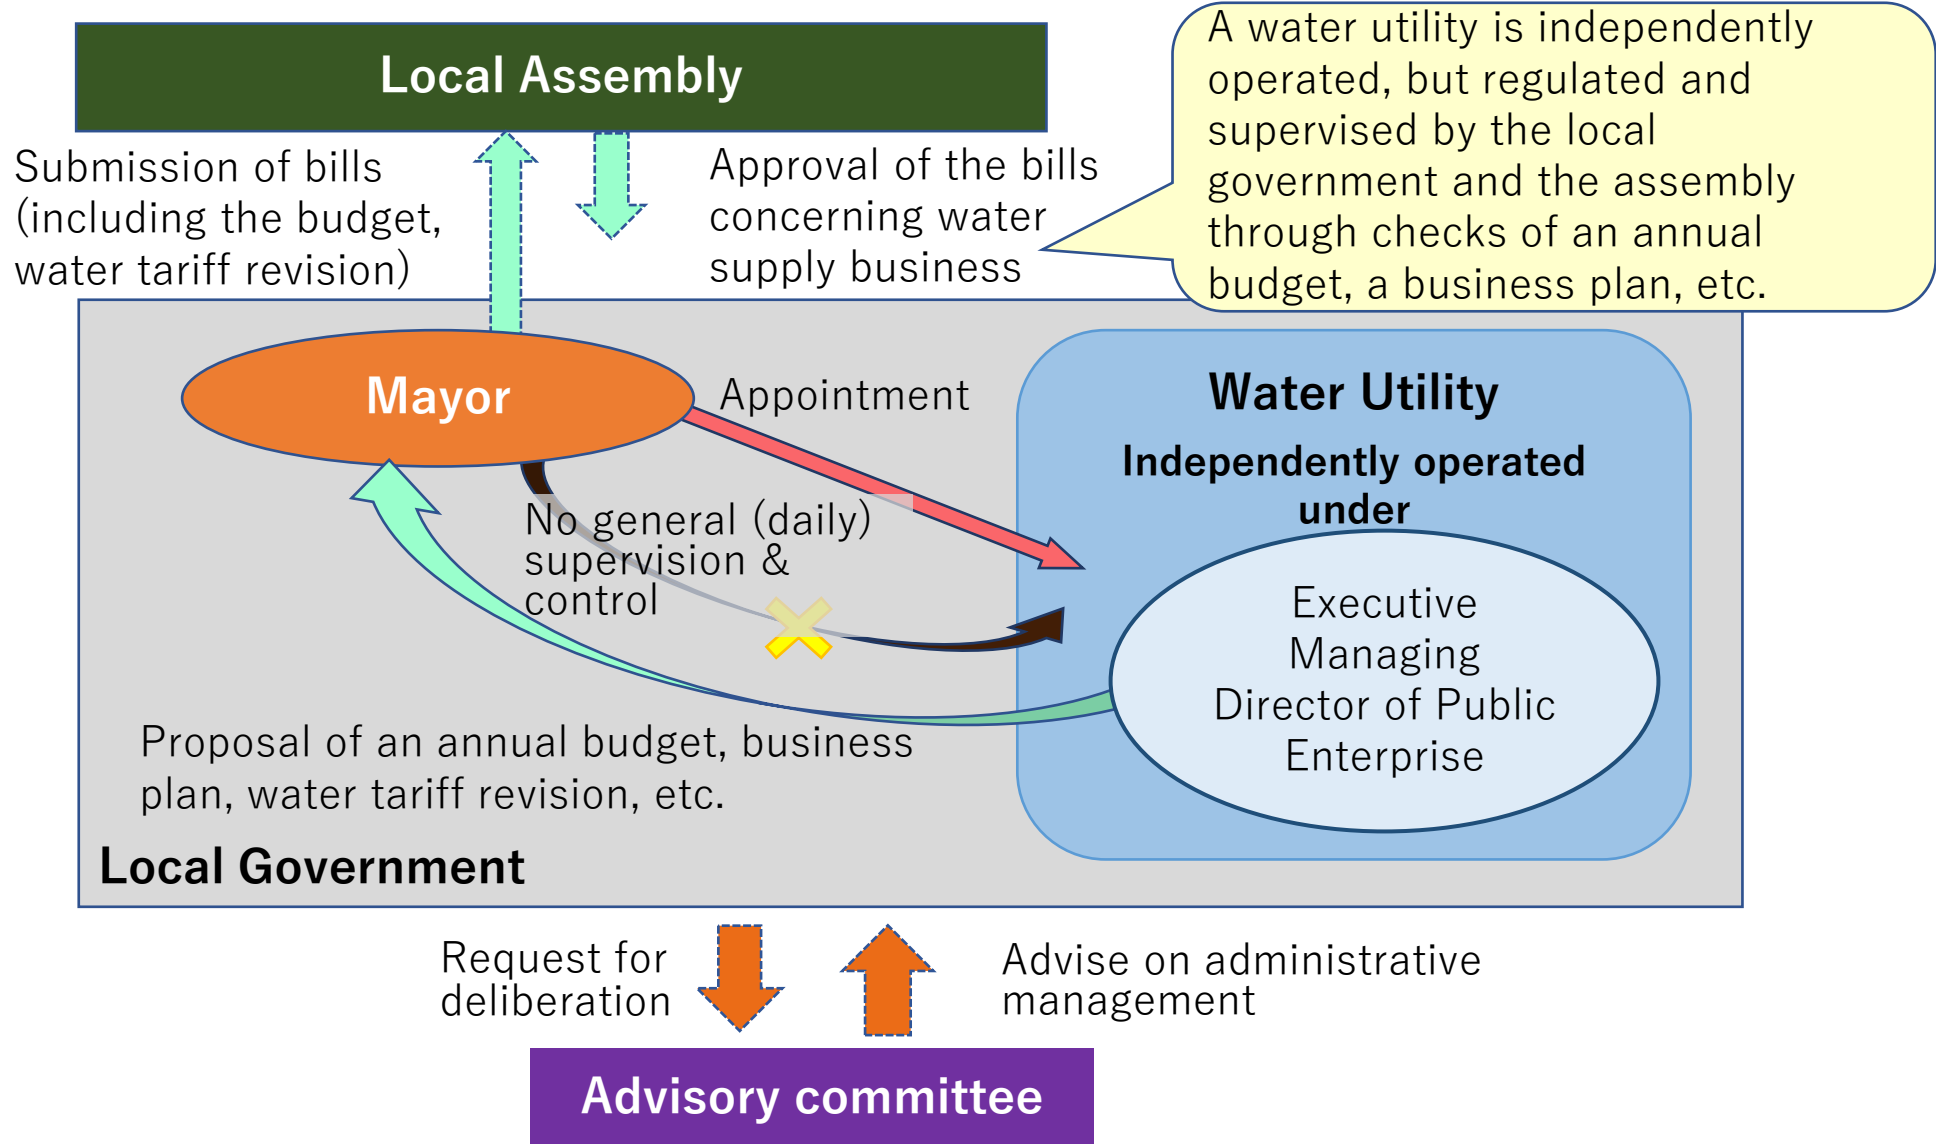 Local Assembly
A water utility is independently
operated, but regulated and
supervised by the local
government and the assembly
through checks of an annual
budget, a business plan, etc.
Submission of bills
(including the budget,
water tariff revision)
Approval of the bills
concerning water
supply business
Mayor
Appointment
Water Utility
Independently operated
under
No general (daily)
supervision &
control
Executive
Managing
Director of Public
Enterprise
Proposal of an annual budget, business
plan, water tariff revision, etc.
Local Government
Request for
deliberation
Advise on administrative
management
Advisory committee